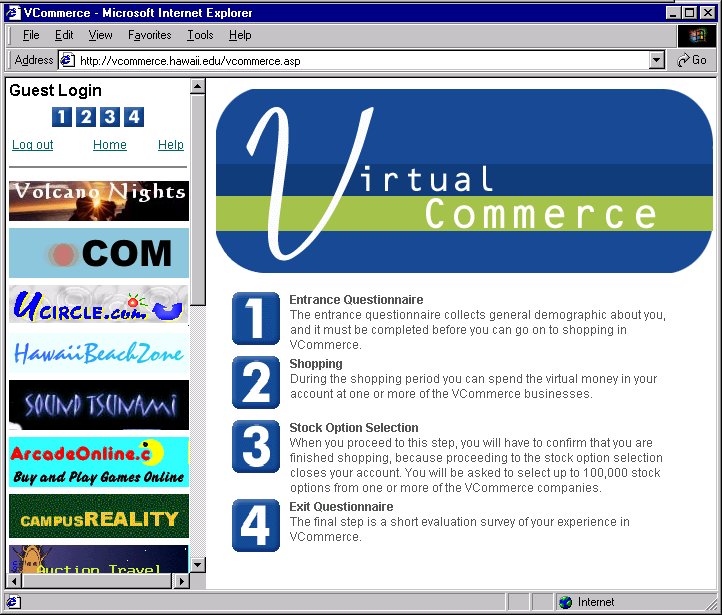 VCommerce - Microsoft Internet Explorer
File Edit View Favorites Tools Help
Address http://vcommerce.hawaii.edu/vcommerce.asp Go
Guest Login
1 2 3 4
Log out Home Help
Volcano Nights
COM
UCIRCLE.com
HawaiiBeachZone
SOUND TSUNAMi
ArcadeOnline.c
Buy and Play Games Online
CAMPUSREALITY
Auction Travel
Virtual
Commerce
1 Entrance Questionnaire
The entrance questionnaire collects general demographic about you,
and it must be completed before you can go on to shopping in
VCommerce.
2 Shopping
During the shopping period you can spend the virtual money in your
account at one or more of the VCommerce businesses.
3 Stock Option Selection
When you proceed to this step, you will have to confirm that you are
finished shopping, because proceeding to the stock option selection
closes your account. You will be asked to select up to 100,000 stock
options from one or more of the VCommerce companies.
4 Exit Questionnaire
The final step is a short evaluation survey of your experience in
VCommerce.
Internet